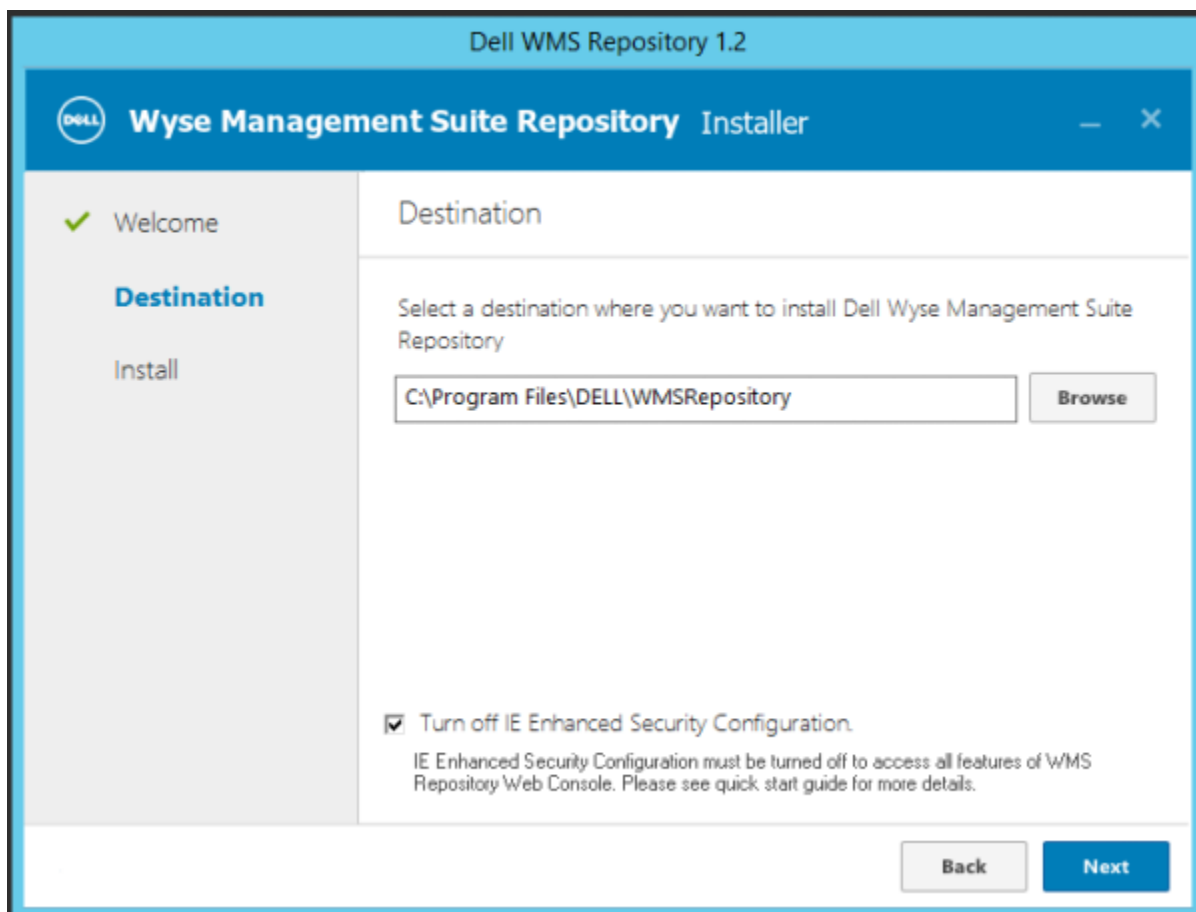 Dell WMS Repository 1.2
DELL
Wyse Management Suite Repository Installer
Welcome
Destination
Install
Destination
Select a destination where you want to install Dell Wyse Management Suite
Repository
C:\Program Files\DELL\WMSRepository
Browse
Turn off IE Enhanced Security Configuration.
IE Enhanced Security Configuration must be turned off to access all features of WMS
Repository Web Console. Please see quick start guide for more details.
Back
Next